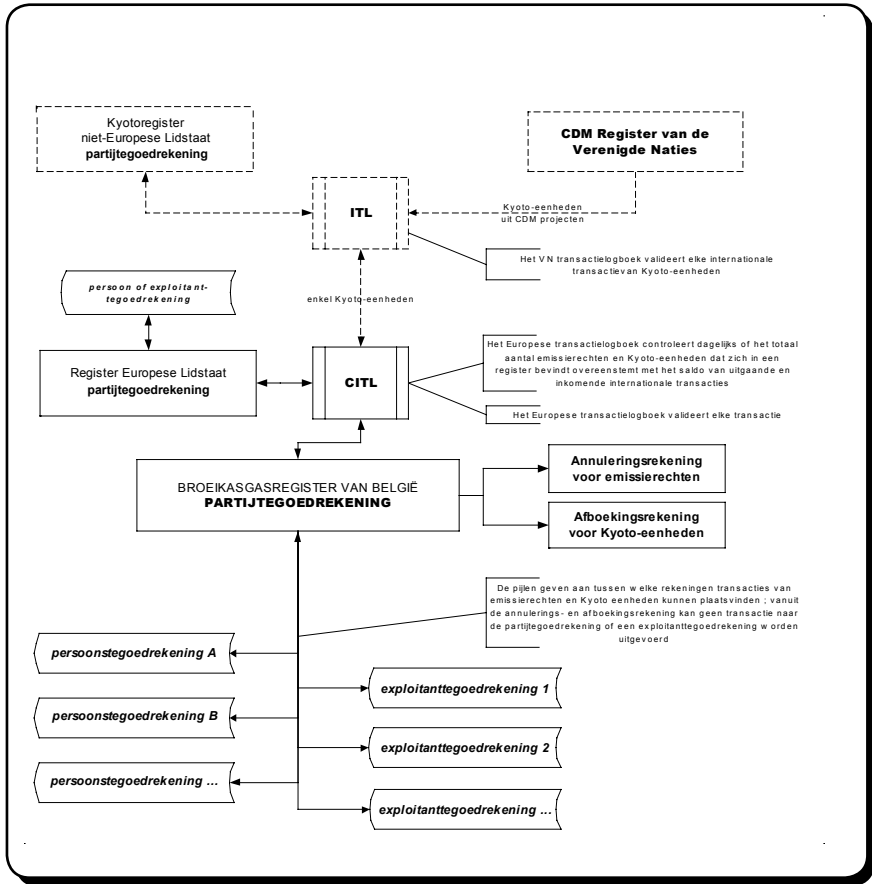 Kyotoregister
niet-Europese Lidstaat
partijtegoedrekening
CDM Register van de
Verenigde Naties
ITL
Kyoto-eenheden
uit CDM projecten
Het VN transactielogboek valideert elke internationale
transactievan Kyoto-eenheden
persoon of exploitant-
tegoedrekening
enkel Kyoto-eenheden
Register Europese Lidstaat
partijtegoedrekening
CITL
Het Europese transactielogboek controleert dagelijks of het totaal
aantal emissierechten en Kyoto-eenheden dat zich in een
register bevindt overeenstemt met het saldo van uitgaande en
inkomende internationale transacties
Het Europese transactielogboek valideert elke transactie
BROEIKASGASREGISTER VAN BELGIË
PARTIJTEGOEDREKENING
Annuleringsrekening
voor emissierechten
Afboekingsrekening
voor Kyoto-eenheden
De pijlen geven aan tussen w elke rekeningen transacties van
emissierechten en Kyoto eenheden kunnen plaatsvinden ; vanuit
de annulerings- en afboekingsrekening kan geen transactie naar
de partijtegoedrekening of een exploitanttegoedrekening w orden
uitgevoerd
persoonstegoedrekening A
exploitanttegoedrekening 1
persoonstegoedrekening B
exploitanttegoedrekening 2
persoonstegoedrekening ...
exploitanttegoedrekening ...